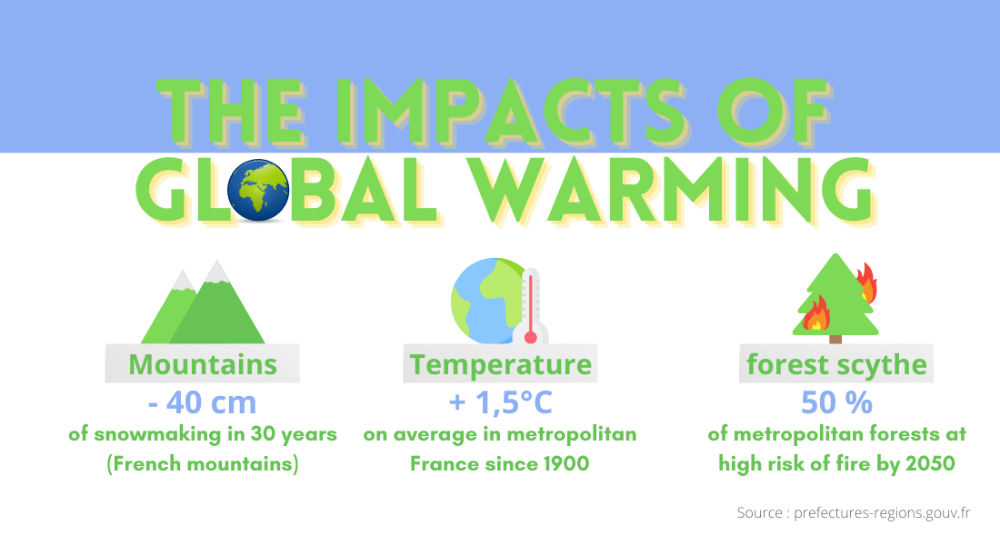 THE IMPACTS OF
GLOBAL WARMING
Mountains
- 40 cm
of snowmaking in 30 years
(French mountains)
Temperature
+ 1,5°C
on average in metropolitan
France since 1900
forest scythe
50 %
of metropolitan forests at
high risk of fire by 2050
Source : prefectures-regions.gouv.fr